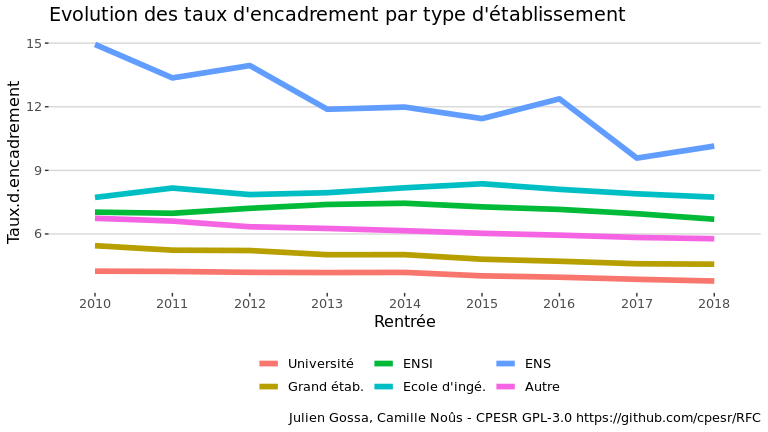 Evolution des taux d'encadrement par type d'établissement
Taux.d.encadrement
15
12
9
6
2010 2011 2012 2013 2014 2015 2016 2017 2018
Rentrée
Université ENSI ENS
Grand étab. Ecole d'ingé. Autre
Julien Gossa, Camille Noûs - CPESR GPL-3.0 https://github.com/cpesr/RFC